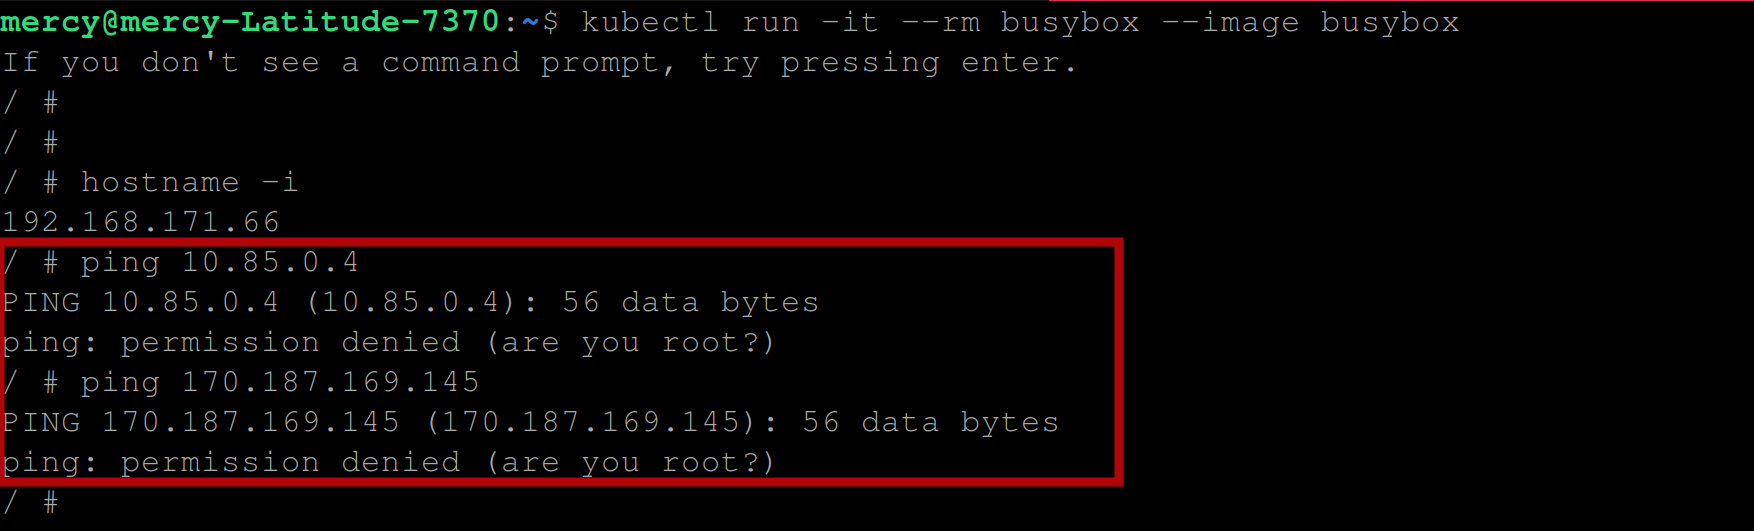 mercy@mercy-Latitude-7370:~$ kubectl run -it --rm busybox --image busybox
If you don't see a command prompt, try pressing enter.
/ #
/ #
/ # hostname -i
192.168.171.66
/ # ping 10.85.0.4
PING 10.85.0.4 (10.85.0.4): 56 data bytes
ping: permission denied (are you root?)
/ # ping 170.187.169.145
PING 170.187.169.145 (170.187.169.145): 56 data bytes
ping: permission denied (are you root?)
/ #